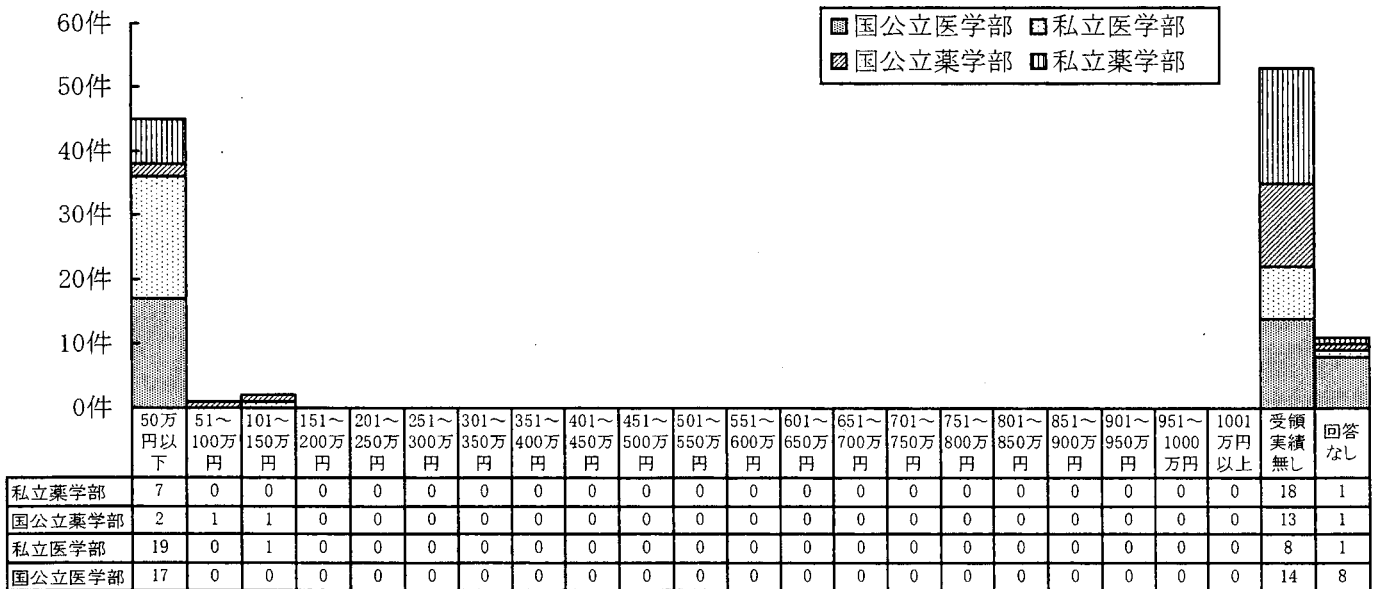 60件
50件
40件
30件
20件
10件
0件
国公立医学部 私立医学部
国公立薬学部 私立薬学部
50万円以下 51～100万円 101～150万円 151～200万円 201～250万円 251～300万円 301～350万円 351～400万円 401～450万円 451～500万円 501～550万円 551～600万円 601～650万円 651～700万円 701～750万円 751～800万円 801～850万円 851～900万円 901～950万円 951～1000万円 1001万円以上 受領実績無し 回答なし
私立薬学部 7 0 0 0 0 0 0 0 0 0 0 0 0 0 0 0 0 0 0 0 0 18 1
国公立薬学部 2 1 1 0 0 0 0 0 0 0 0 0 0 0 0 0 0 0 0 0 0 13 1
私立医学部 19 0 1 0 0 0 0 0 0 0 0 0 0 0 0 0 0 0 0 0 0 8 1
国公立医学部 17 0 0 0 0 0 0 0 0 0 0 0 0 0 0 0 0 0 0 0 0 14 8